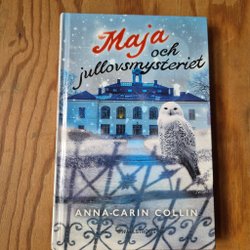 Maja
och
jullovsmysteriet
ANNA-CARIN COLLIN